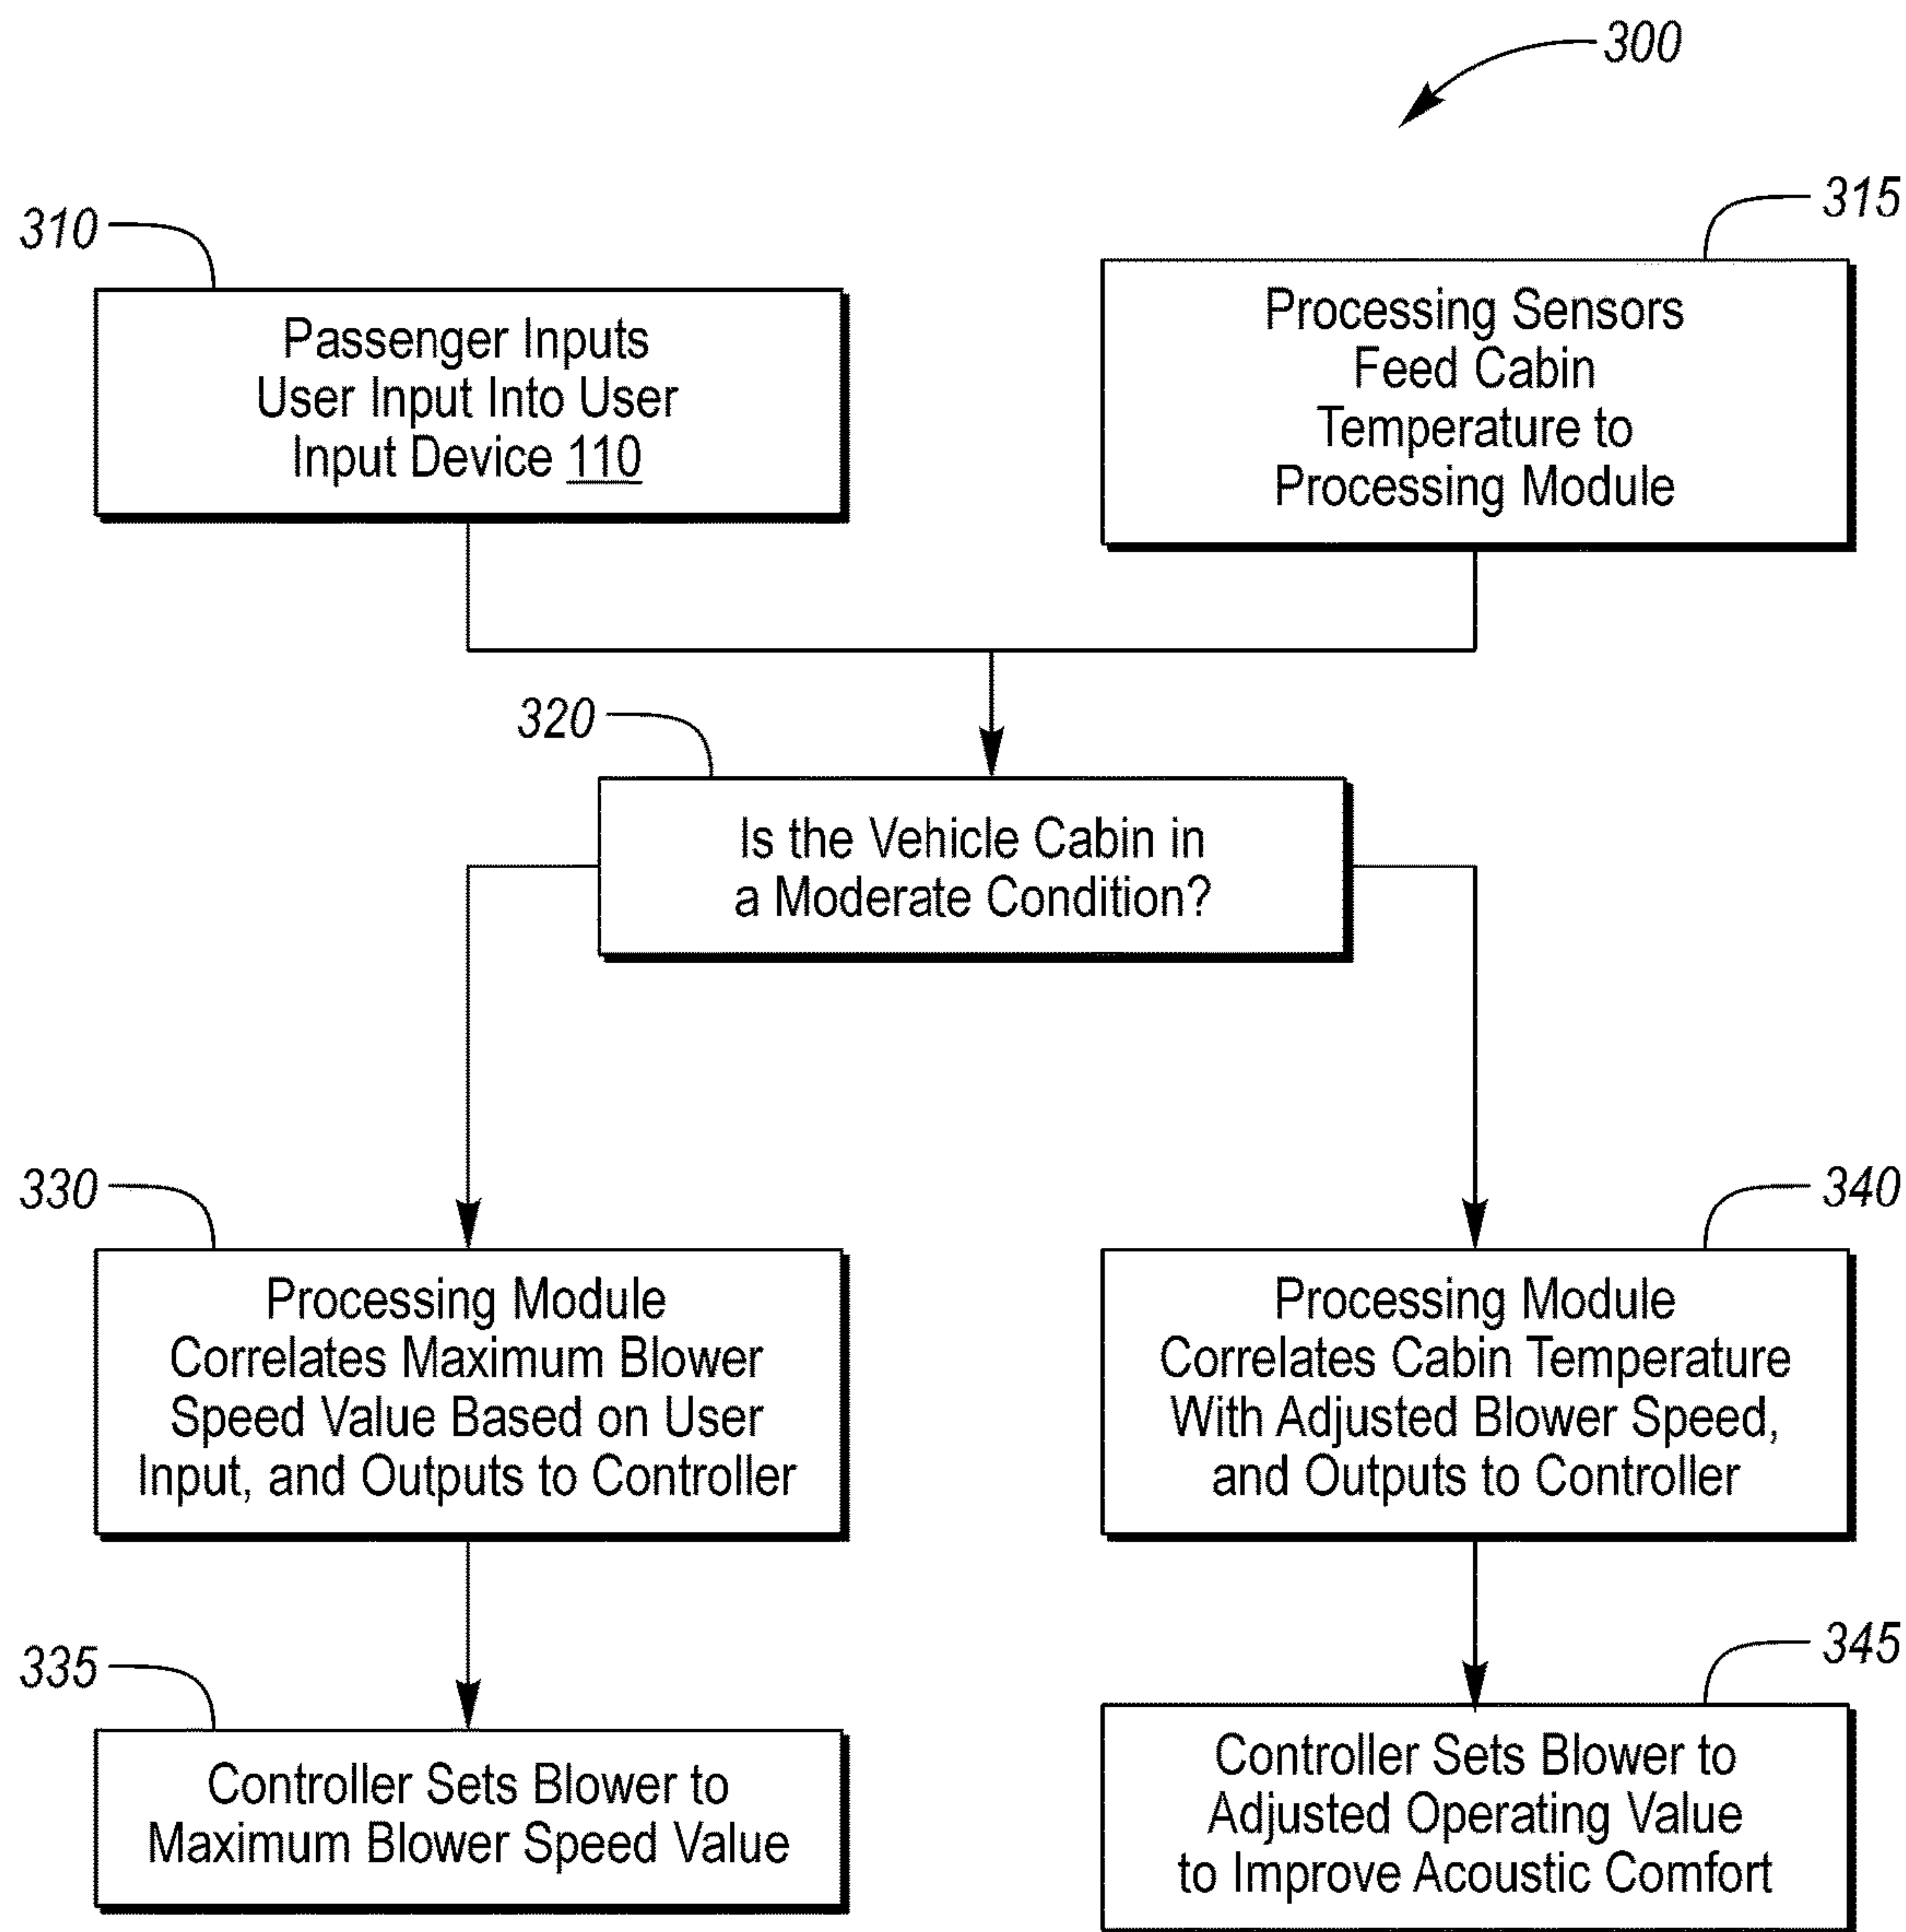 300
310
315
Passenger Inputs
User Input Into User
Input Device 110
Processing Sensors
Feed Cabin
Temperature to
Processing Module
320
Is the Vehicle Cabin in
a Moderate Condition?
330
340
Processing Module
Correlates Maximum Blower
Speed Value Based on User
Input, and Outputs to Controller
Processing Module
Correlates Cabin Temperature
With Adjusted Blower Speed,
and Outputs to Controller
335
345
Controller Sets Blower to
Maximum Blower Speed Value
Controller Sets Blower to
Adjusted Operating Value
to Improve Acoustic Comfort